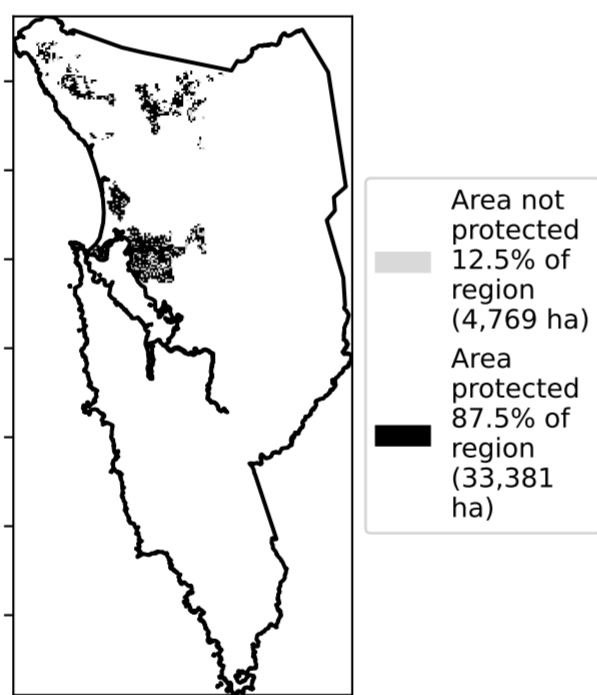 Area not
protected
12.5% of
region
(4,769 ha)
Area
protected
87.5% of
region
(33,381
ha)